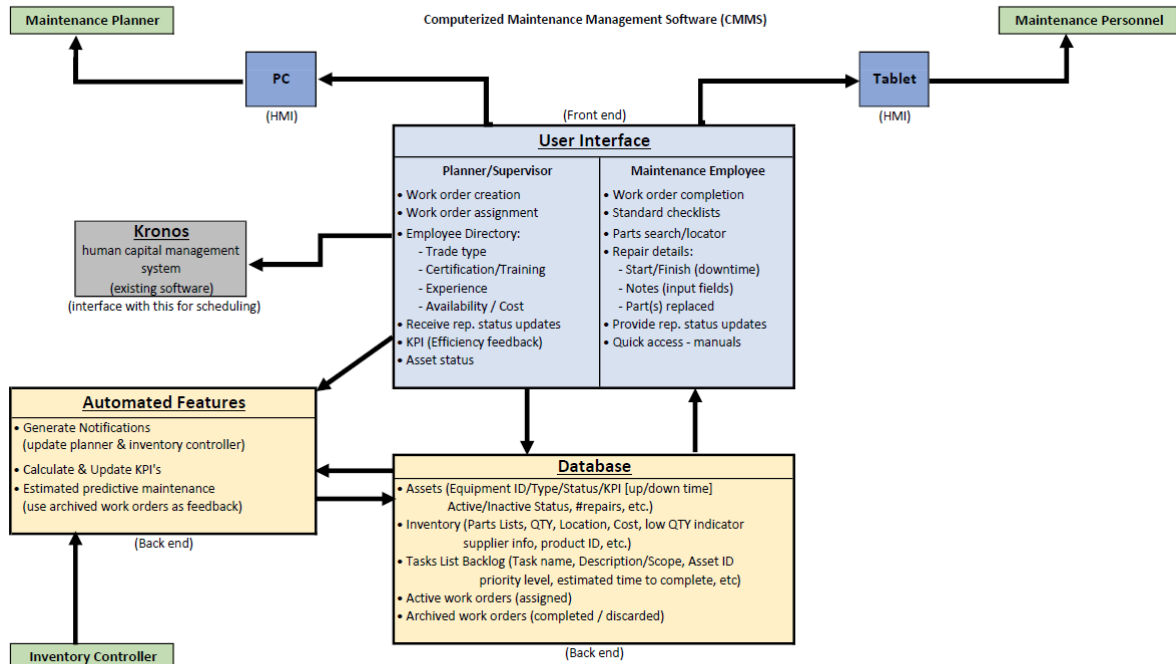 Maintenance Planner
Computerized Maintenance Management Software (CMMS)
Maintenance Personnel
PC
(HMI)
Tablet
(HMI)
(Front end)
User Interface
Planner/Supervisor
• Work order creation
• Work order assignment
• Employee Directory:
- Trade type
- Certification/Training
- Experience
- Availability / Cost
• Receive rep. status updates
• KPI (Efficiency feedback)
• Asset status
Maintenance Employee
• Work order completion
• Standard checklists
• Parts search/locator
• Repair details:
- Start/Finish (downtime)
- Notes (input fields)
- Part(s) replaced
• Provide rep. status updates
• Quick access - manuals
Kronos
human capital management
system
(existing software)
(interface with this for scheduling)
Automated Features
• Generate Notifications
(update planner & inventory controller)
• Calculate & Update KPI's
• Estimated predictive maintenance
(use archived work orders as feedback)
(Back end)
Database
• Assets (Equipment ID/Type/Status/KPI [up/down time]
Active/Inactive Status, #repairs, etc.)
• Inventory (Parts Lists, QTY, Location, Cost, low QTY indicator
supplier info, product ID, etc.)
• Tasks List Backlog (Task name, Description/Scope, Asset ID
priority level, estimated time to complete, etc)
• Active work orders (assigned)
• Archived work orders (completed / discarded)
(Back end)
Inventory Controller